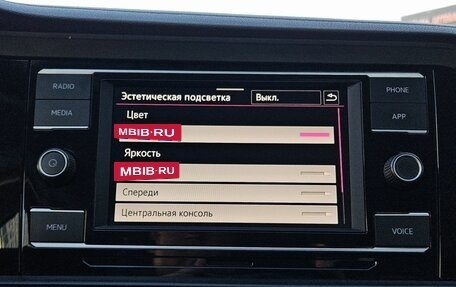 RADIO
MEDIA
MENU
Эстетическая подсветка Выкл.
Цвет
MBIB.RU
Яркость
MBIB.RU
Спереди
Центральная консоль
PHONE
APP
VOICE